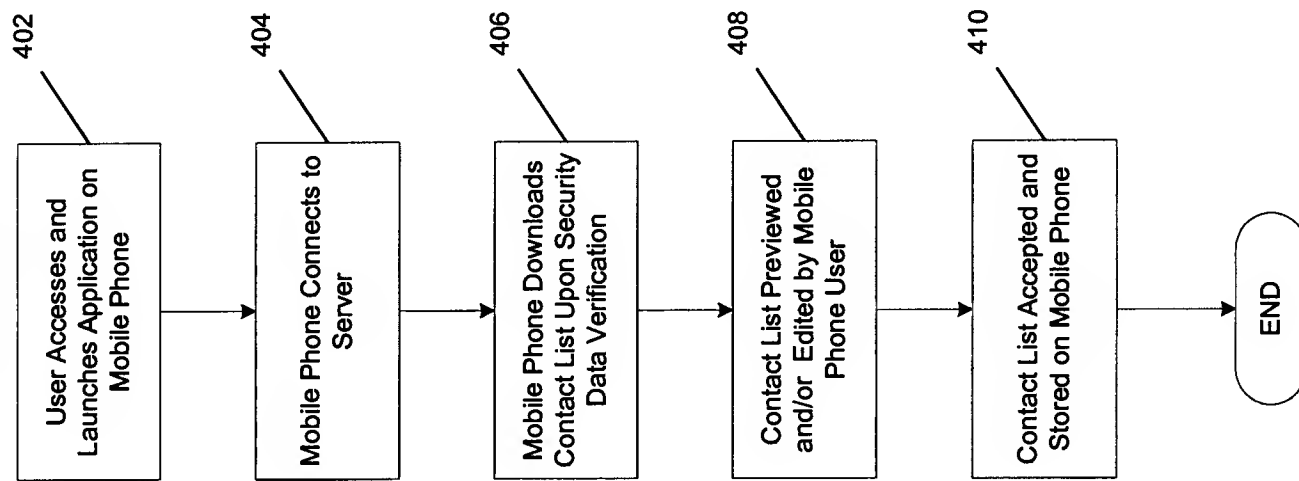 402
User Accesses and
Launches Application on
Mobile Phone
404
Mobile Phone Connects to
Server
406
Mobile Phone Downloads
Contact List Upon Security
Data Verification
408
Contact List Previewed
and/or Edited by Mobile
Phone User
410
Contact List Accepted and
Stored on Mobile Phone
END